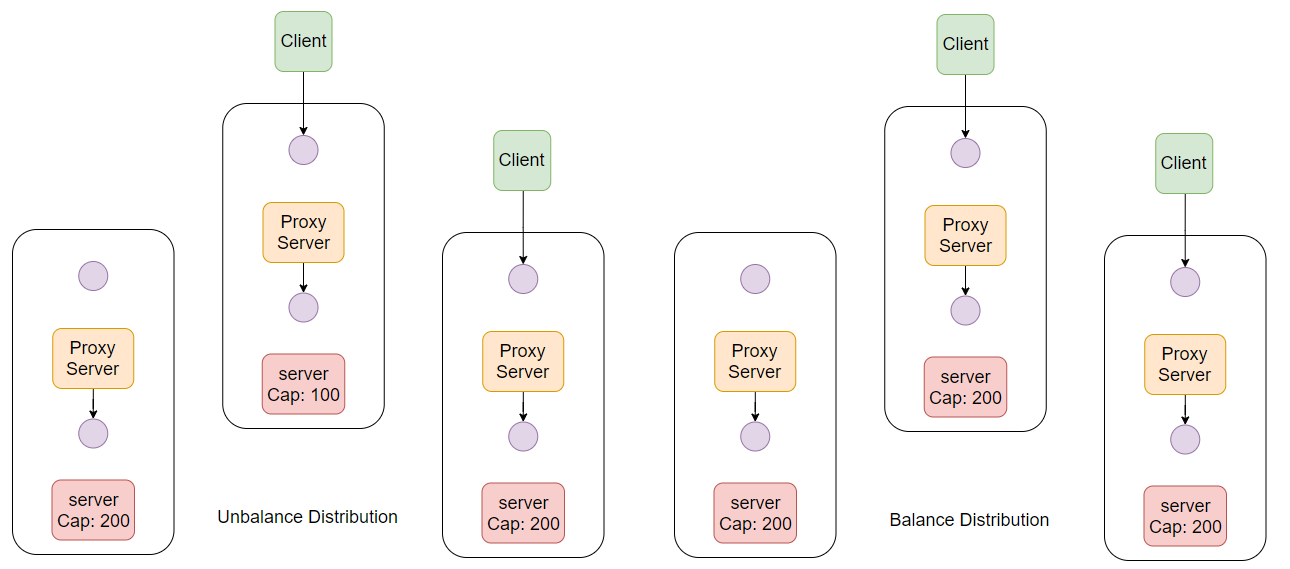 Client
Proxy
Server
server
Cap: 100
Proxy
Server
server
Cap: 200
Client
Proxy
Server
server
Cap: 200
Unbalance Distribution
Client
Proxy
Server
server
Cap: 200
Proxy
Server
server
Cap: 200
Client
Proxy
Server
server
Cap: 200
Balance Distribution